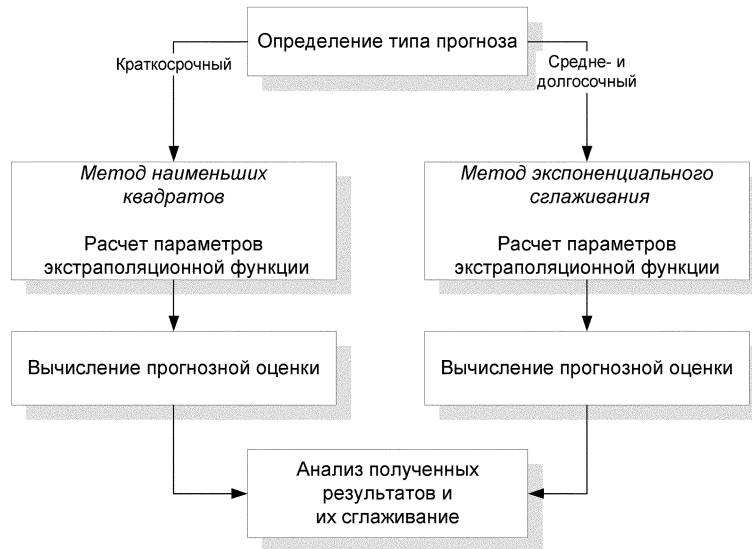 Определение типа прогноза
Краткосрочный
Средне- и
долгосочный
Метод наименьших
квадратов
Расчет параметров
экстраполяционной функции
Метод экспоненциального
сглаживания
Расчет параметров
экстраполяционной функции
Вычисление прогнозной оценки
Вычисление прогнозной оценки
Анализ полученных
результатов и
их сглаживание